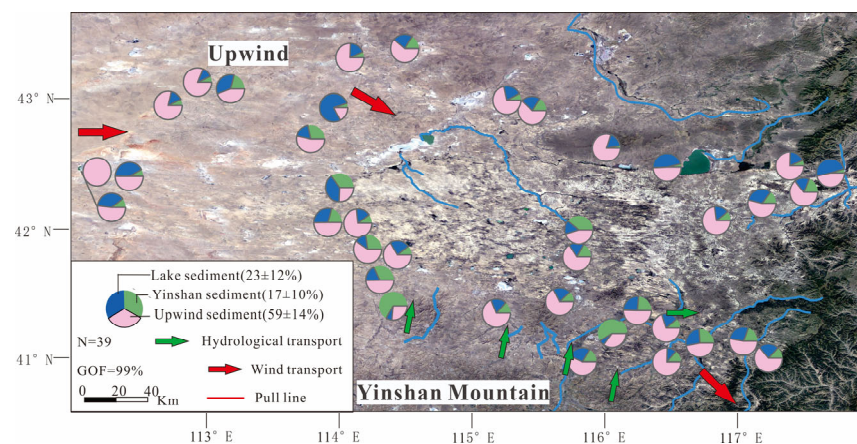 Upwind
43° N
42° N
41° N
Lake sediment(23±12%)
Yinshan sediment(17±10%)
Upwind sediment(59±14%)
N=39
Hydrological transport
GOF=99%
Wind transport
0 20 40
Km
Pull line
Yinshan Mountain
113° E
114° E
115° E
116° E
117° E